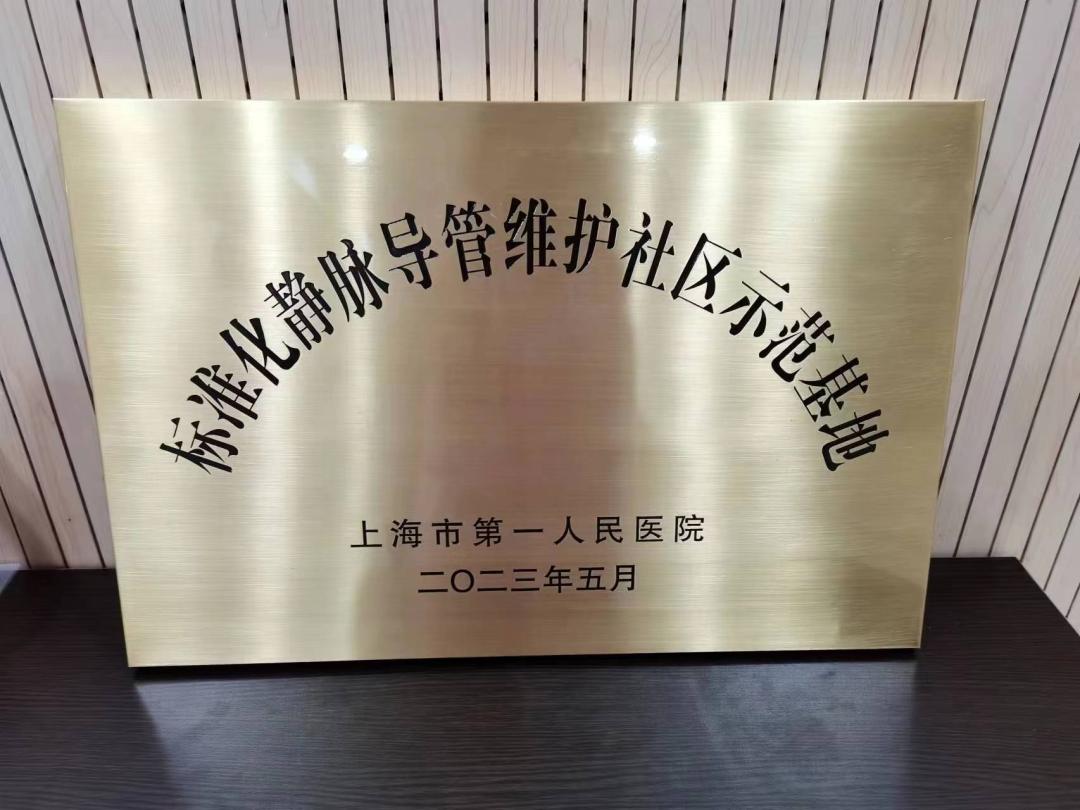 标准化静脉导管维护社区示范基地
上海市第一人民医院
二〇二三年五月